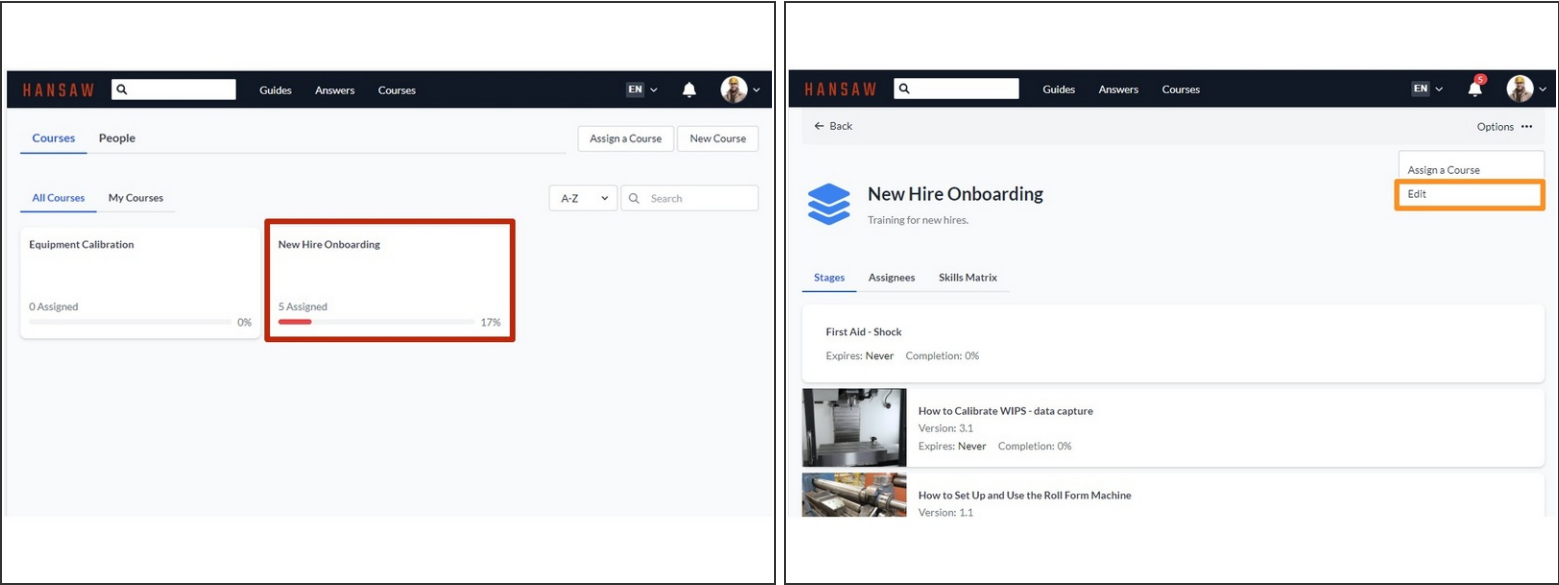 HANSAW
Guides Answers Courses
EN
Courses People
Assign a Course New Course
All Courses My Courses
A-Z Search
Equipment Calibration
0 Assigned
0%
New Hire Onboarding
5 Assigned
17%
HANSAW
Guides Answers Courses
EN 5
← Back
Options •••
Assign a Course
Edit
New Hire Onboarding
Training for new hires.
Stages Assignees Skills Matrix
First Aid - Shock
Expires: Never Completion: 0%
How to Calibrate WIPS - data capture
Version: 3.1
Expires: Never Completion: 0%
How to Set Up and Use the Roll Form Machine
Version: 1.1